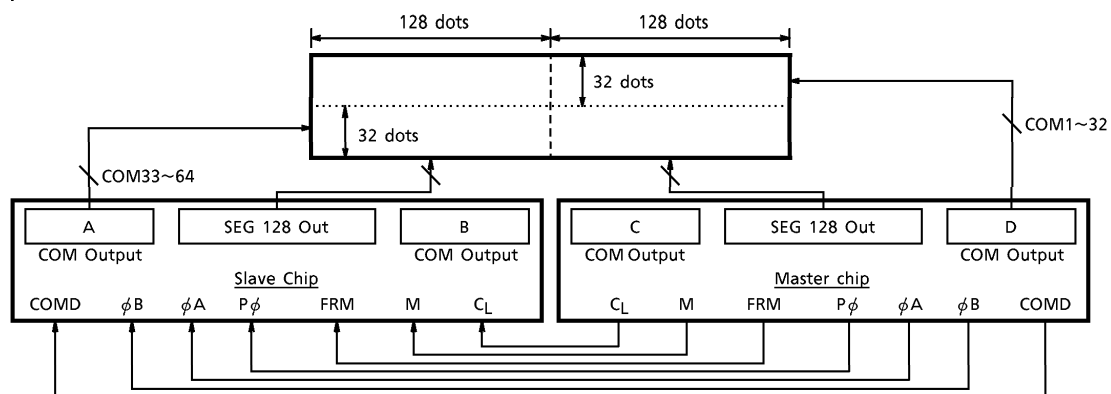 128 dots 128 dots
32 dots
32 dots
COM1~32
COM33~64
A SEG 128 Out B C SEG 128 Out D
COM Output COM Output COM Output COM Output
Slave Chip Master chip
COMD φB φA Pφ FRM M CL CL M FRM Pφ φA φB COMD